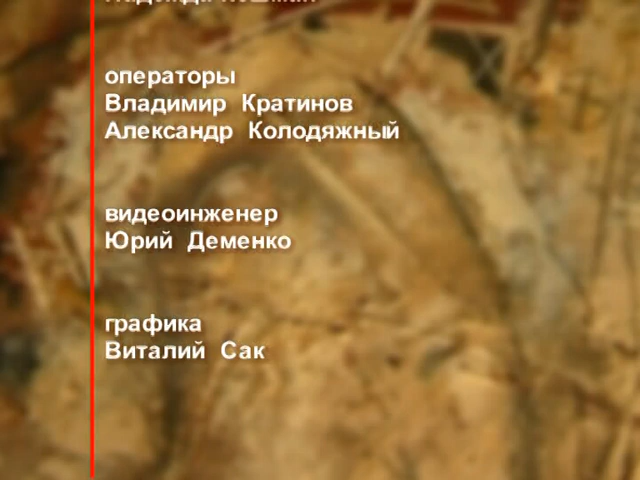 операторы
Владимир Кратинов
Александр Колодяжный
видеоинженер
Юрий Деменко
графика
Виталий Сак